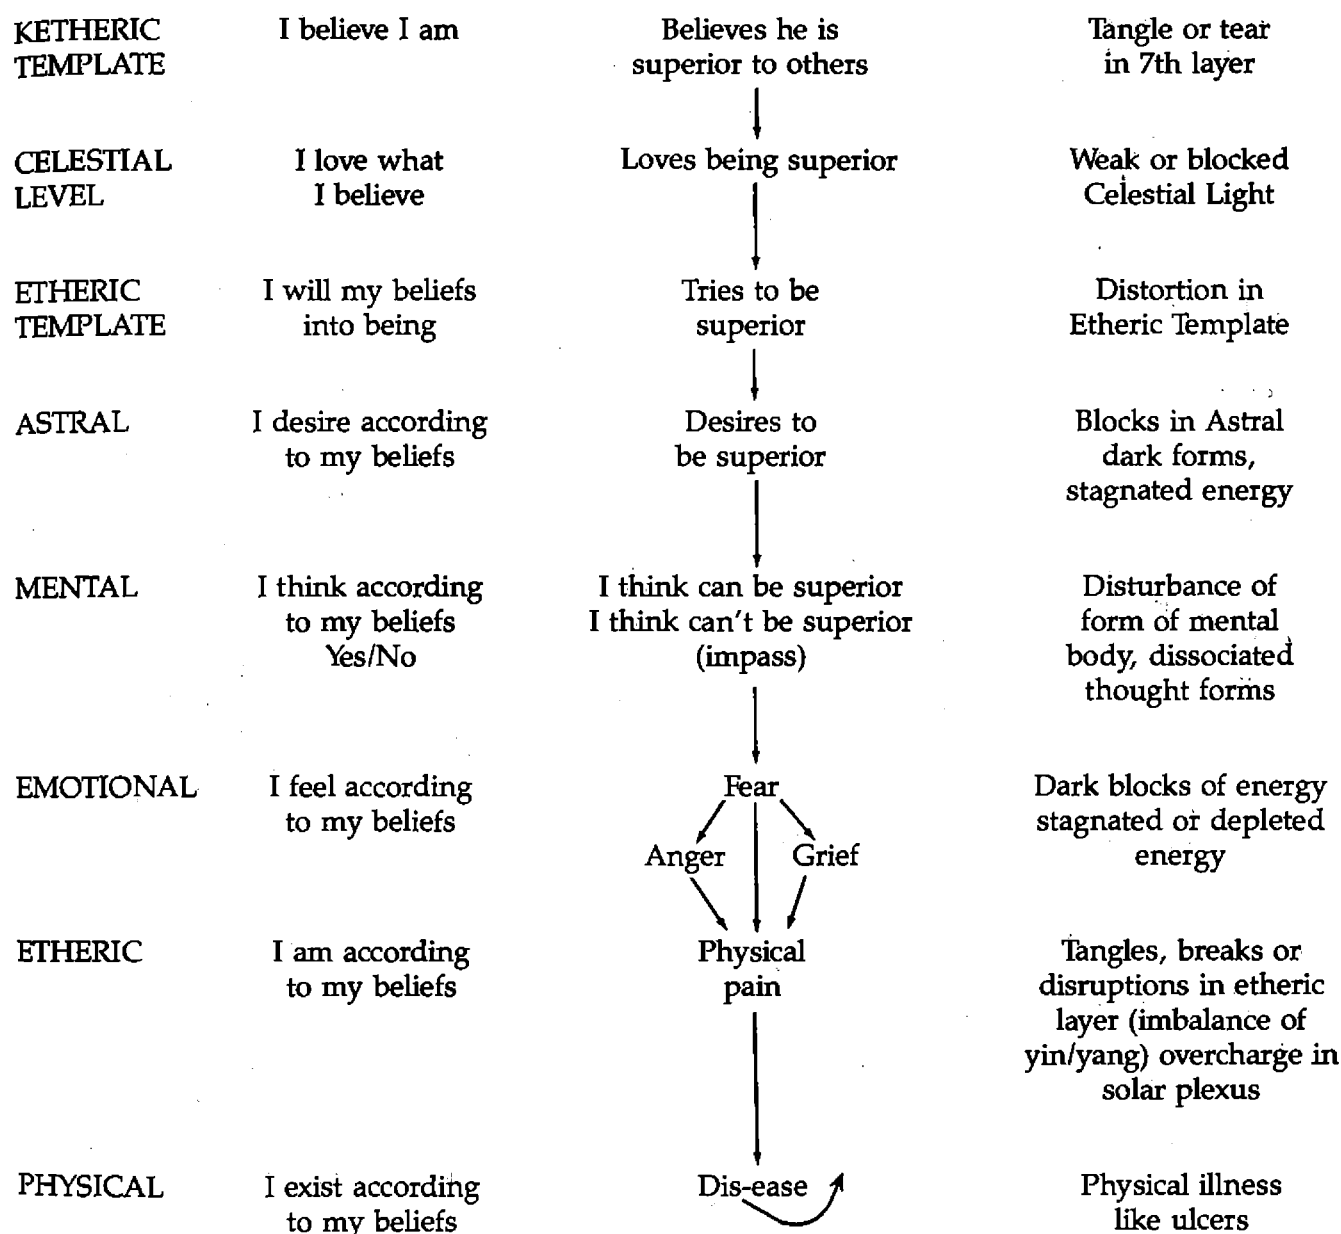 KETHERIC TEMPLATE
I believe I am
Believes he is
superior to others
Tangle or tear
in 7th layer
CELESTIAL
LEVEL
I love what
I believe
Loves being superior
Weak or blocked
Celestial Light
ETHERIC
TEMPLATE
I will my beliefs
into being
Tries to be
superior
Distortion in
Etheric Template
ASTRAL
I desire according
to my beliefs
Desires to
be superior
Blocks in Astral
dark forms,
stagnated energy
MENTAL
I think according
to my beliefs
Yes/No
I think can be superior
I think can't be superior
(impass)
Disturbance of
form of mental
body, dissociated
thought forms
EMOTIONAL
I feel according
to my beliefs
Fear
Anger
Grief
Dark blocks of energy
stagnated or depleted
energy
ETHERIC
I am according
to my beliefs
Physical
pain
Tangles, breaks or
disruptions in etheric
layer (imbalance of
yin/yang) overcharge in
solar plexus
PHYSICAL
I exist according
to my beliefs
Dis-ease
Physical illness
like ulcers